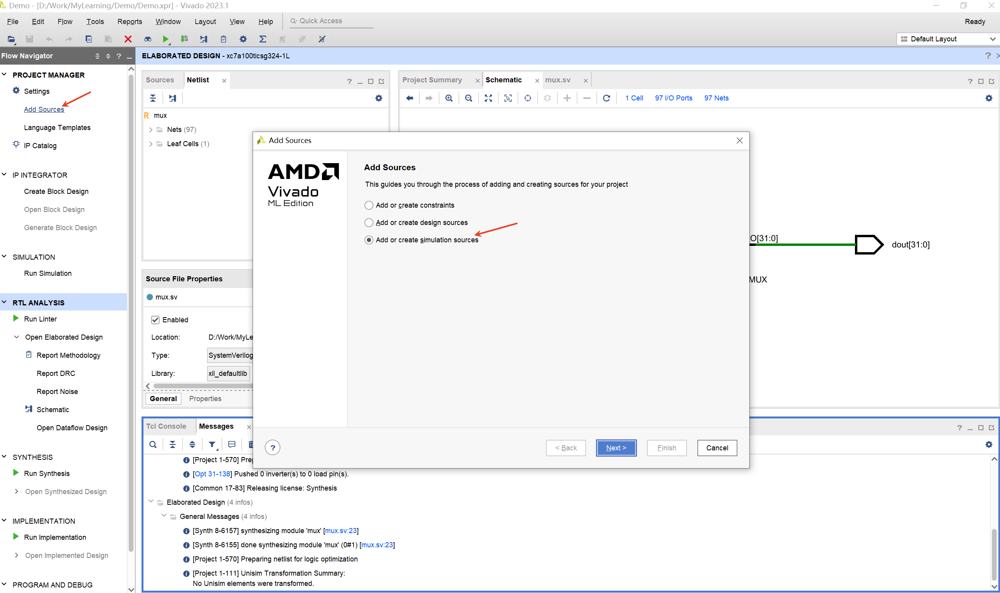 Demo - [D:/Work/MyLearning/Demo/Demo.xpr] - Vivado 2023.1
File Edit Flow Tools Reports Window Layout View Help Quick Access Ready
Default Layout
Flow Navigator
ELABORATED DESIGN - xc7a100ticsg324-1L
PROJECT MANAGER
Settings
Add Sources
Language Templates
IP Catalog
IP INTEGRATOR
Create Block Design
Open Block Design
Generate Block Design
SIMULATION
Run Simulation
RTL ANALYSIS
Run Linter
Open Elaborated Design
Report Methodology
Report DRC
Report Noise
Schematic
Open Dataflow Design
SYNTHESIS
Run Synthesis
Open Synthesized Design
IMPLEMENTATION
Run Implementation
Open Implemented Design
PROGRAM AND DEBUG
Sources Netlist
mux
Nets (97)
Leaf Cells (1)
Source File Properties
mux.sv
Enabled
Location: D:/Work/MyLe
Type: SystemVerilog
Library: xil_defaultlib
General Properties
Project Summary Schematic mux.sv
1 Cell 97 I/O Ports 97 Nets
O[31:0]
dout[31:0]
MUX
Add Sources
AMD
Vivado
ML Edition
Add Sources
This guides you through the process of adding and creating sources for your project
Add or create constraints
Add or create design sources
Add or create simulation sources
< Back Next > Finish Cancel
Tcl Console Messages
[Project 1-570] Prep
[Opt 31-138] Pushed 0 inverter(s) to 0 load pin(s).
[Common 17-83] Releasing license: Synthesis
Elaborated Design (4 infos)
General Messages (4 infos)
[Synth 8-6157] synthesizing module 'mux' [mux.sv:23]
[Synth 8-6155] done synthesizing module 'mux' (0#1) [mux.sv:23]
[Project 1-570] Preparing netlist for logic optimization
[Project 1-111] Unisim Transformation Summary:
No Unisim elements were transformed.